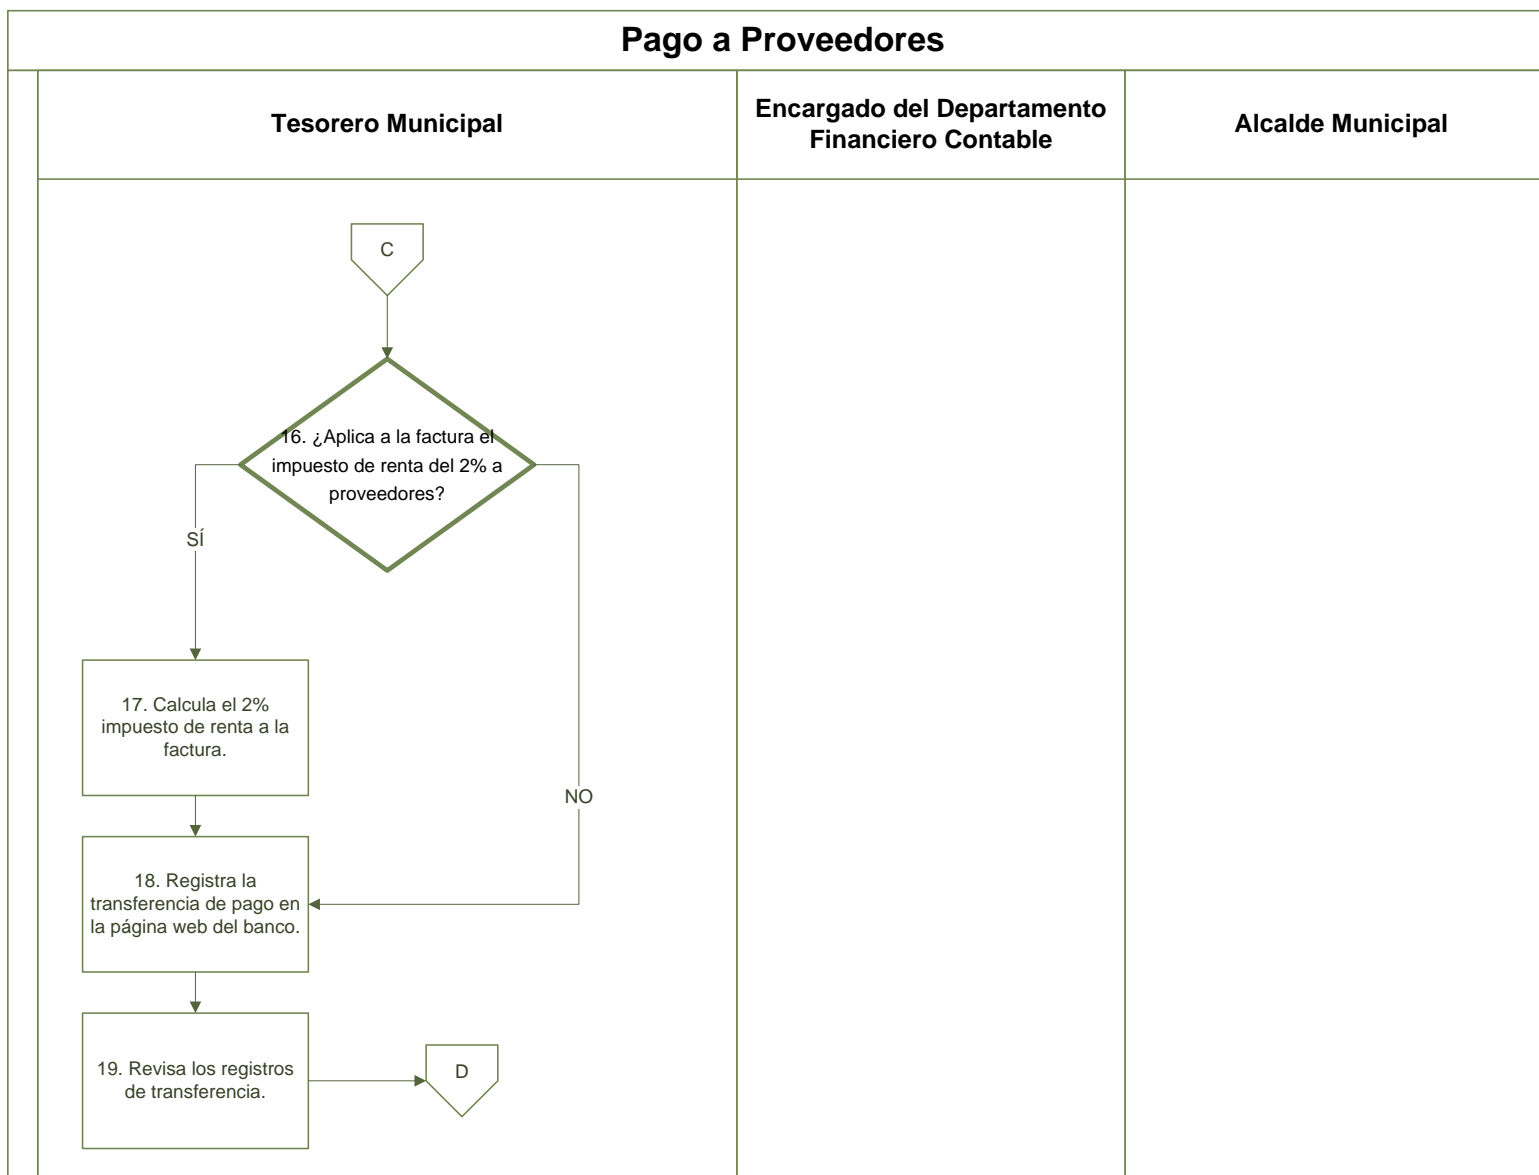 Pago a Proveedores
Tesorero Municipal
Encargado del Departamento
Financiero Contable
Alcalde Municipal
C
16. ¿Aplica a la factura el
impuesto de renta del 2% a
proveedores?
SÍ
17. Calcula el 2%
impuesto de renta a la
factura.
NO
18. Registra la
transferencia de pago en
la página web del banco.
19. Revisa los registros
de transferencia.
D